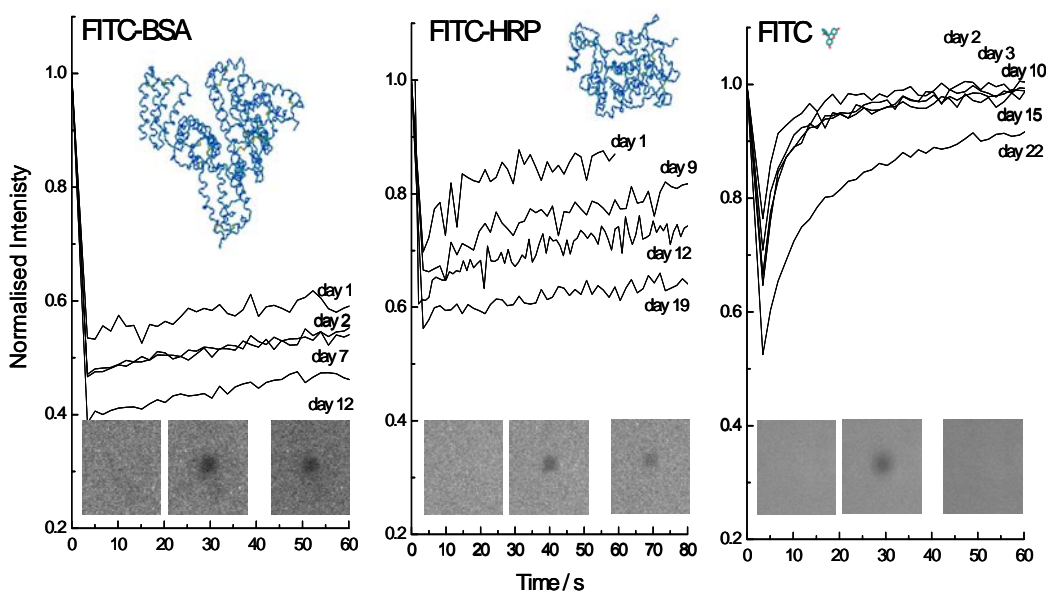 FITC-BSA
FITC-HRP
FITC
Normalised Intenisty
1.0
0.8
0.6
0.4
0.2
day 1
day 2
day 7
day 12
0
10
20
30
40
50
60
1.0
0.8
0.6
0.4
0.2
day 1
day 9
day 12
day 19
0
10
20
30
40
50
60
70
80
1.0
0.8
0.6
0.4
0.2
day 2
day 3
day 10
day 15
day 22
0
10
20
30
40
50
60
Time / s